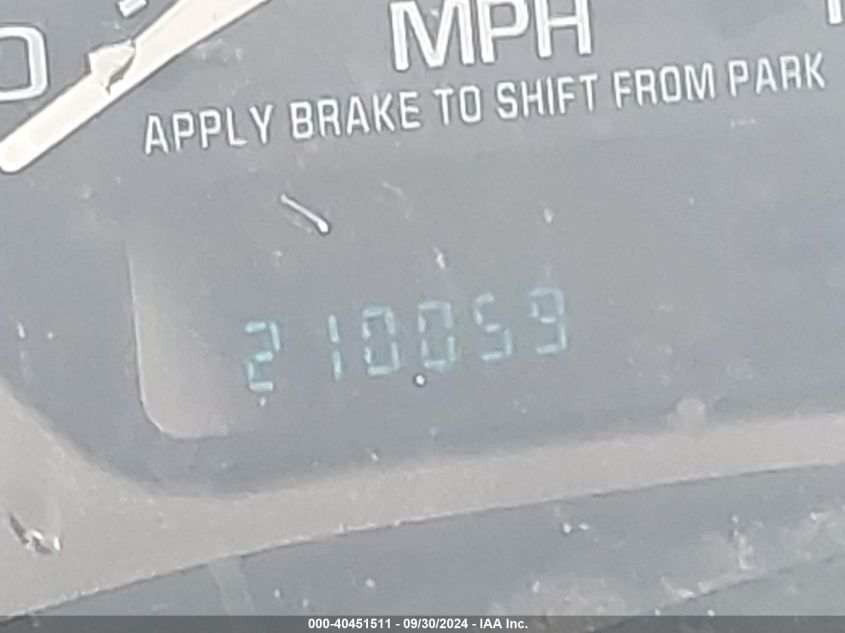 MPH
APPLY BRAKE TO SHIFT FROM PARK
210059
000-40451511 - 09/30/2024 - IAA Inc.